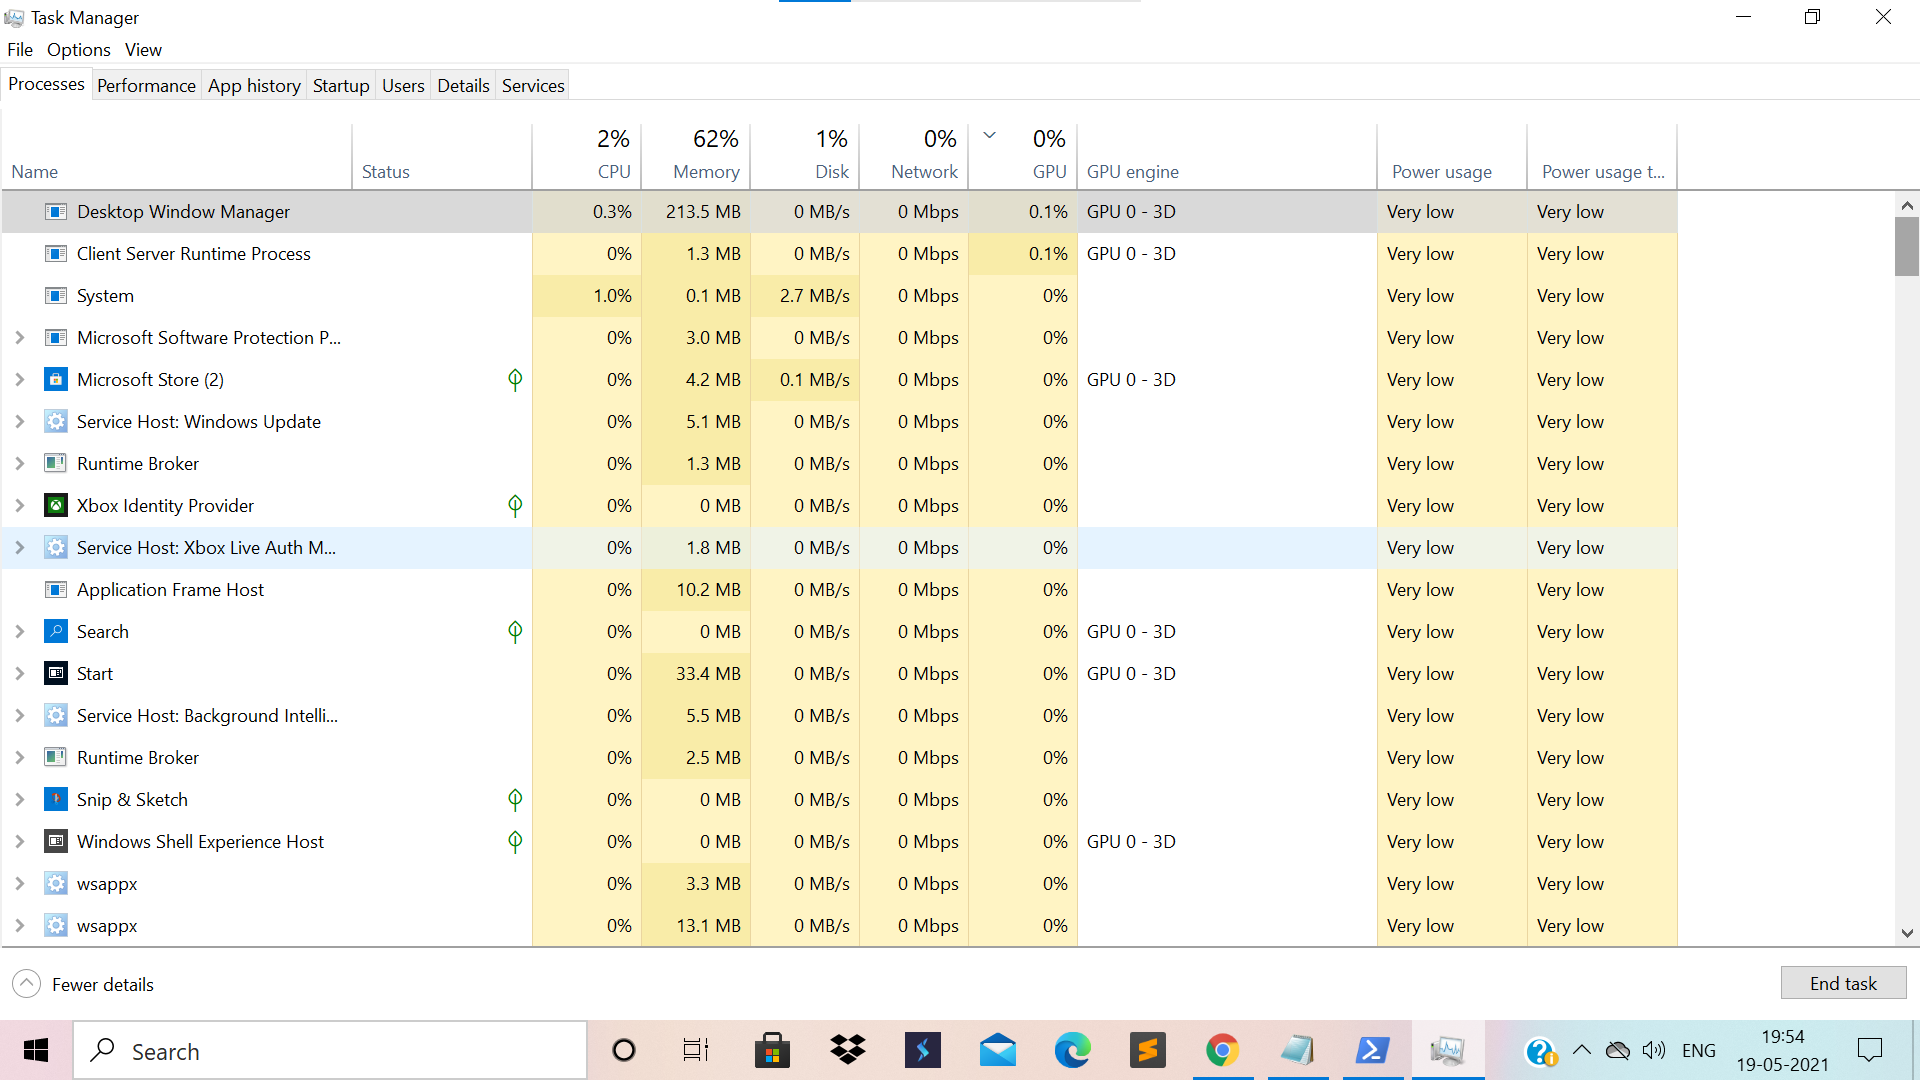 Task Manager
File Options View
Processes Performance App history Startup Users Details Services
2% 62% 1% 0% 0%
Name Status CPU Memory Disk Network GPU GPU engine Power usage Power usage t...
Desktop Window Manager 0.3% 213.5 MB 0 MB/s 0 Mbps 0.1% GPU 0 - 3D Very low Very low
Client Server Runtime Process 0% 1.3 MB 0 MB/s 0 Mbps 0.1% GPU 0 - 3D Very low Very low
System 1.0% 0.1 MB 2.7 MB/s 0 Mbps 0% Very low Very low
Microsoft Software Protection P... 0% 3.0 MB 0 MB/s 0 Mbps 0% Very low Very low
Microsoft Store (2) 0% 4.2 MB 0.1 MB/s 0 Mbps 0% GPU 0 - 3D Very low Very low
Service Host: Windows Update 0% 5.1 MB 0 MB/s 0 Mbps 0% Very low Very low
Runtime Broker 0% 1.3 MB 0 MB/s 0 Mbps 0% Very low Very low
Xbox Identity Provider 0% 0 MB 0 MB/s 0 Mbps 0% Very low Very low
Service Host: Xbox Live Auth M... 0% 1.8 MB 0 MB/s 0 Mbps 0% Very low Very low
Application Frame Host 0% 10.2 MB 0 MB/s 0 Mbps 0% Very low Very low
Search 0% 0 MB 0 MB/s 0 Mbps 0% GPU 0 - 3D Very low Very low
Start 0% 33.4 MB 0 MB/s 0 Mbps 0% GPU 0 - 3D Very low Very low
Service Host: Background Intelli... 0% 5.5 MB 0 MB/s 0 Mbps 0% Very low Very low
Runtime Broker 0% 2.5 MB 0 MB/s 0 Mbps 0% Very low Very low
Snip & Sketch 0% 0 MB 0 MB/s 0 Mbps 0% Very low Very low
Windows Shell Experience Host 0% 0 MB 0 MB/s 0 Mbps 0% GPU 0 - 3D Very low Very low
wsappx 0% 3.3 MB 0 MB/s 0 Mbps 0% Very low Very low
wsappx 0% 13.1 MB 0 MB/s 0 Mbps 0% Very low Very low
Fewer details End task
Search ENG 19:54
19-05-2021